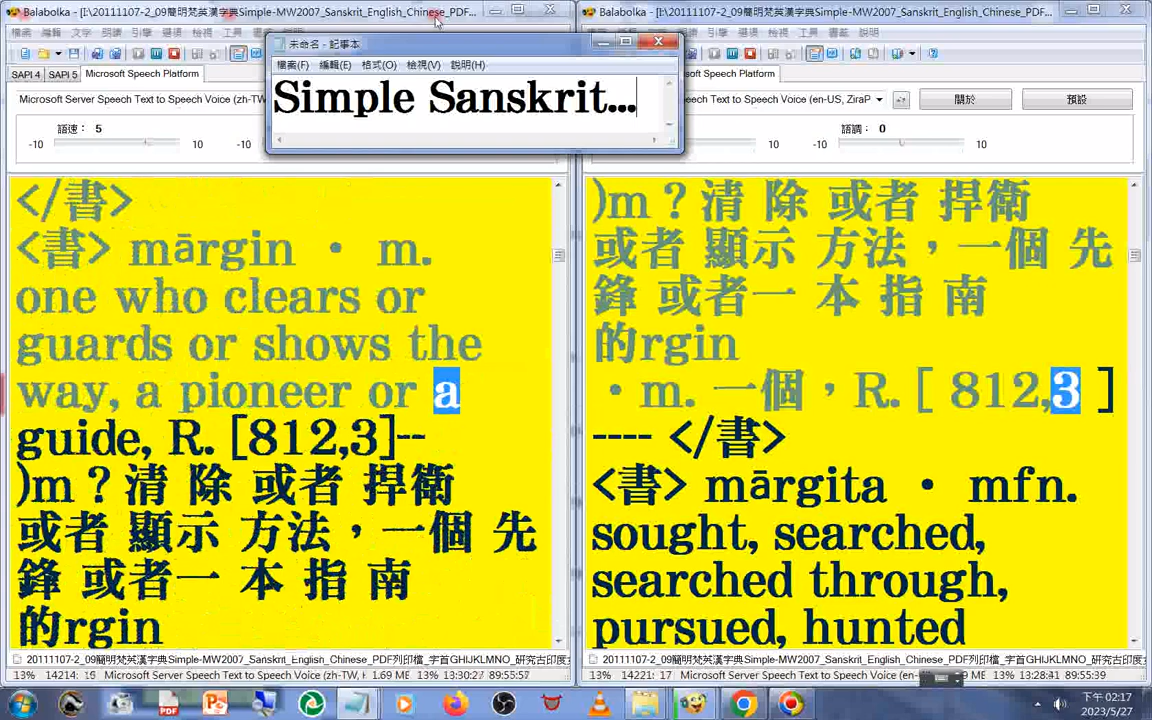 Balabolka - [I:\20111107-2_09簡明梵英漢字典Simple-MW2007_Sanskrit_English_Chinese_PDF...
Balabolka - [I:\20111107-2_09簡明梵英漢字典Simple-MW2007_Sanskrit_English_Chinese_PDF...
未命名 - 記事本
檔案(F) 編輯(E) 格式(O) 檢視(V) 說明(H)
Simple Sanskrit...
SAPI 4 SAPI 5 Microsoft Speech Platform
Speech Platform
Microsoft Server Speech Text to Speech Voice (zh-TW
eech Text to Speech Voice (en-US, ZiraP
關於 預設
語速： 5
-10 10 -10
語調： 0
10 -10 10
</書>
<書> mārgin • m.
one who clears or
guards or shows the
way, a pioneer or a
guide, R. [812,3]--
)m？清 除 或者 捍衛
或者 顯示 方法，一個 先
鋒 或者一 本 指 南
的rgin
)m？清 除 或者 捍衛
或者 顯示 方法，一個 先
鋒 或者一 本 指 南
的rgin
•m. 一個，R. [ 812,3 ]
---- </書>
<書> mārgita • mfn.
sought, searched,
searched through,
pursued, hunted
20111107-2_09簡明梵英漢字典Simple-MW2007_Sanskrit_English_Chinese_PDF列印檔_字首GHIJKLMNO_研究古印度
20111107-2_09簡明梵英漢字典Simple-MW2007_Sanskrit_English_Chinese_PDF列印檔_字首GHIJKLMNO_研究古印度
13% 14214: 15 Microsoft Server Speech Text to Speech Voice (zh-TW, 1.69 MB 13% 13:30:27 89:55:57
13% 14221: 17 Microsoft Server Speech Text to Speech Voice 13% 13:28:41 89:55:39
下午 02:17
2023/5/27